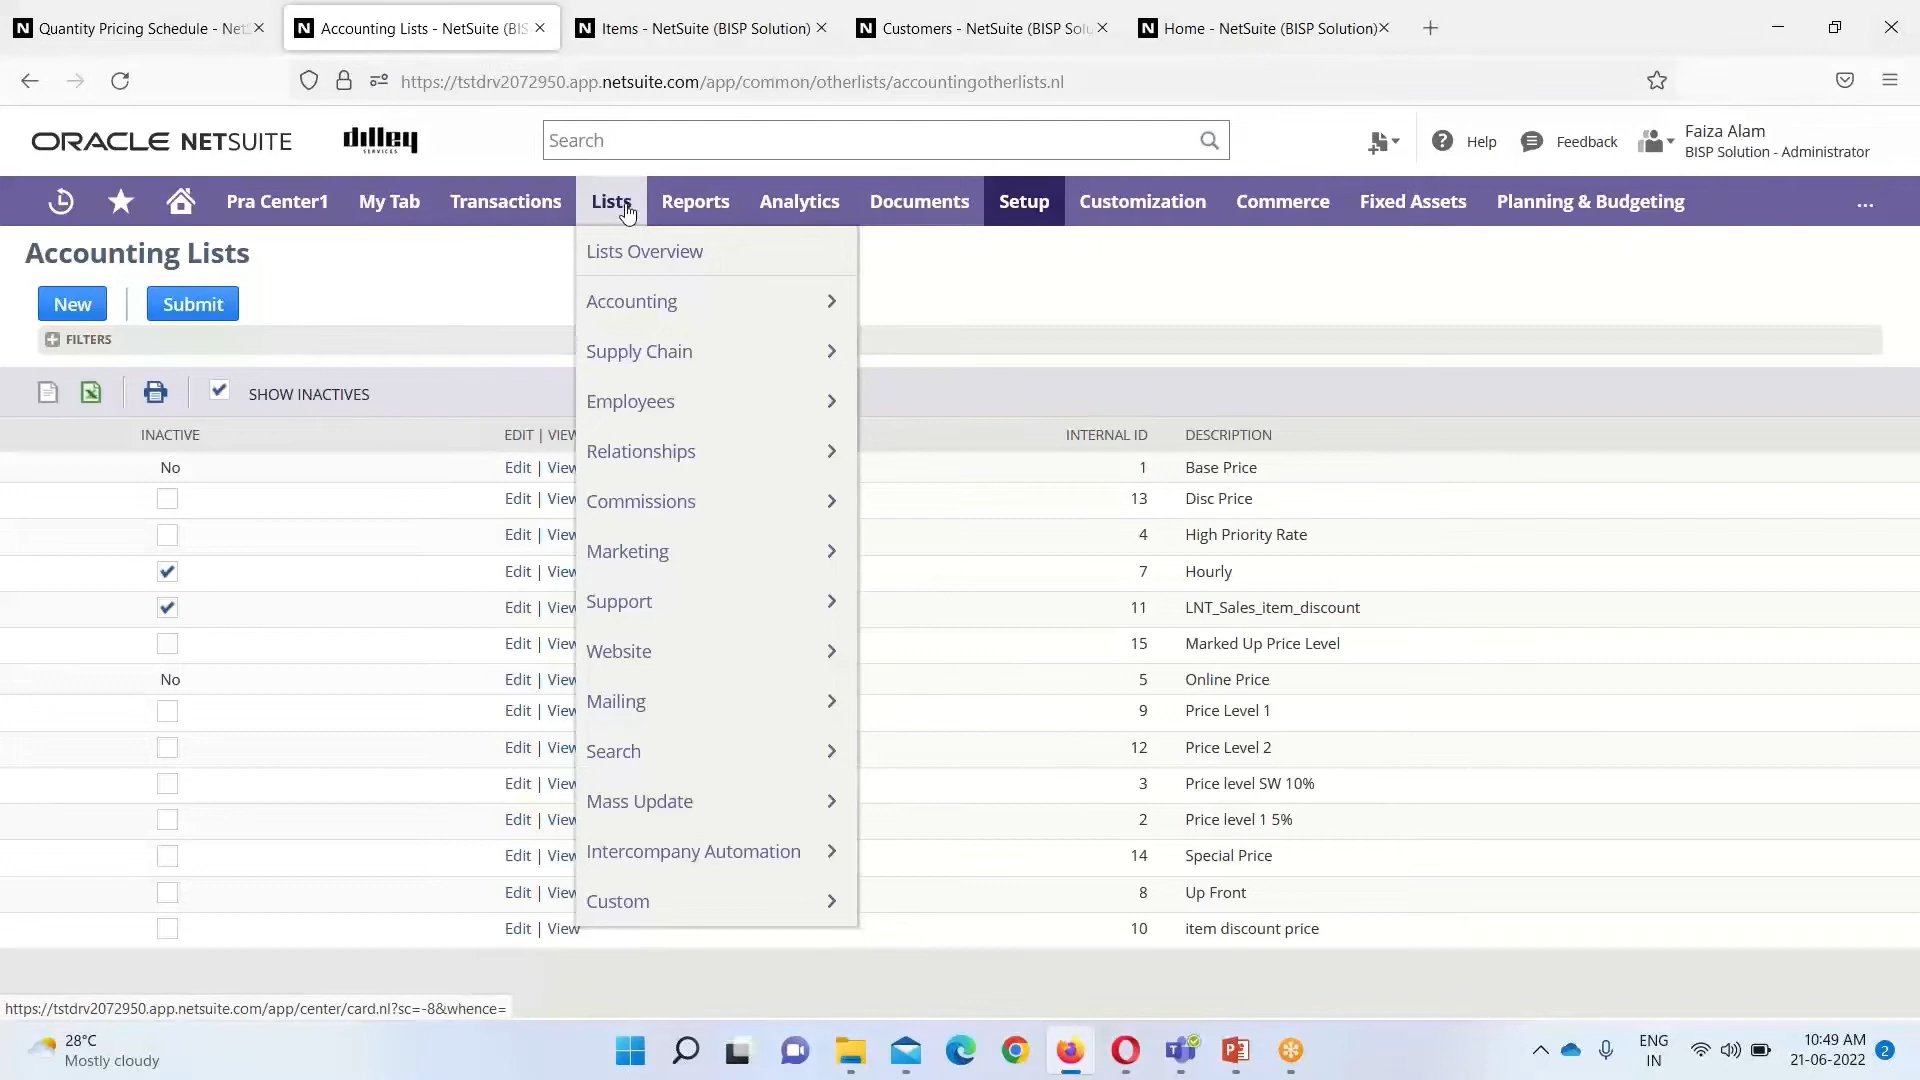 Quantity Pricing Schedule - Net
Accounting Lists - NetSuite (BIS
Items - NetSuite (BISP Solution)
Customers - NetSuite (BISP Solu
Home - NetSuite (BISP Solution)
https://tstdrv2072950.app.netsuite.com/app/common/otherlists/accountingotherlists.nl
ORACLE NETSUITE
dilley
SERVICES
Search
Help
Feedback
Faiza Alam
BISP Solution - Administrator
Pra Center1 My Tab Transactions Lists Reports Analytics Documents Setup Customization Commerce Fixed Assets Planning & Budgeting ...
Accounting Lists
New Submit
FILTERS
SHOW INACTIVES
Lists Overview
Accounting
Supply Chain
Employees
Relationships
Commissions
Marketing
Support
Website
Mailing
Search
Mass Update
Intercompany Automation
Custom
INACTIVE EDIT | VIEW INTERNAL ID DESCRIPTION
No Edit | View 1 Base Price
Edit | View 13 Disc Price
Edit | View 4 High Priority Rate
Edit | View 7 Hourly
Edit | View 11 LNT_Sales_item_discount
Edit | View 15 Marked Up Price Level
No Edit | View 5 Online Price
Edit | View 9 Price Level 1
Edit | View 12 Price Level 2
Edit | View 3 Price level SW 10%
Edit | View 2 Price level 1 5%
Edit | View 14 Special Price
Edit | View 8 Up Front
Edit | View 10 item discount price
https://tstdrv2072950.app.netsuite.com/app/center/card.nl?sc=-8&whence=
28°C
Mostly cloudy
ENG
IN
10:49 AM
21-06-2022
2